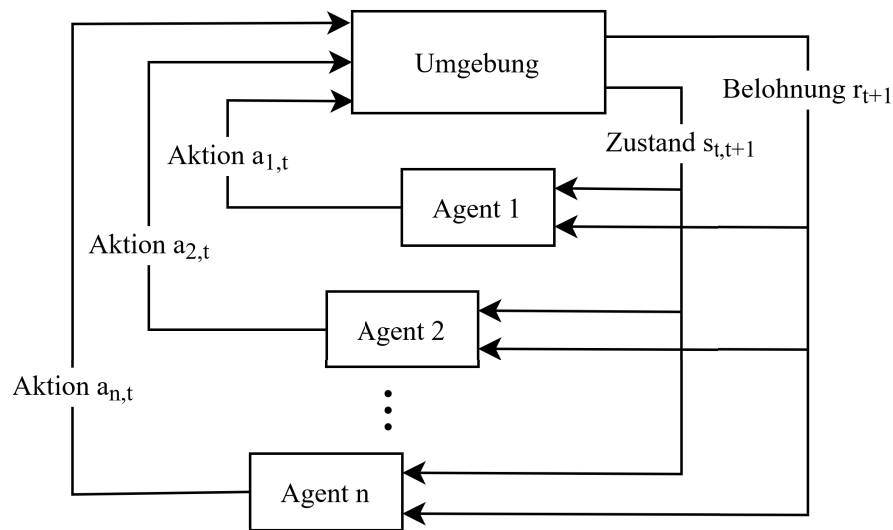 Umgebung
Belohnung r_{t+1}
Zustand s_{t,t+1}
Aktion a_{1,t}
Agent 1
Aktion a_{2,t}
Agent 2
Aktion a_{n,t}
Agent n